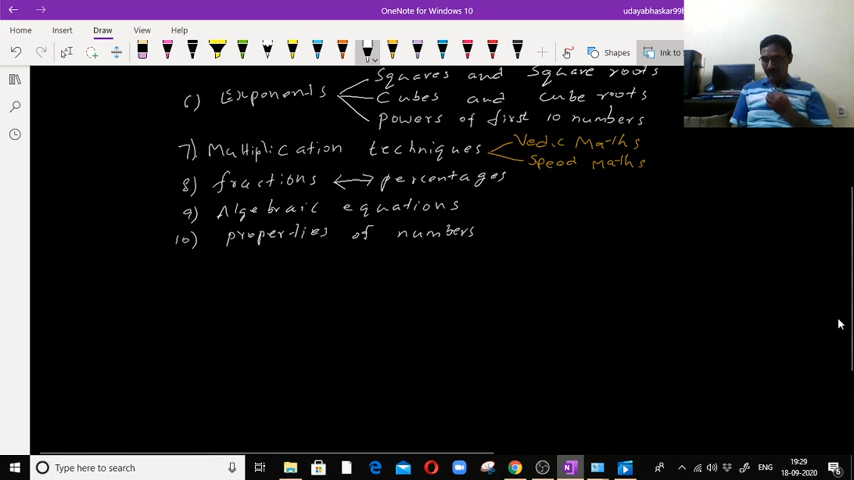 OneNote for Windows 10
udayabhaskar99
Home Insert Draw View Help
Shapes Ink to
Squares and Square roots
6) Exponents Cubes and cube roots
powers of first 10 numbers
7) Multiplication techniques Vedic Maths
Speed Maths
8) fractions percentages
9) Algebraic equations
10) properties of numbers
Type here to search
ENG 19:29
18-09-2020